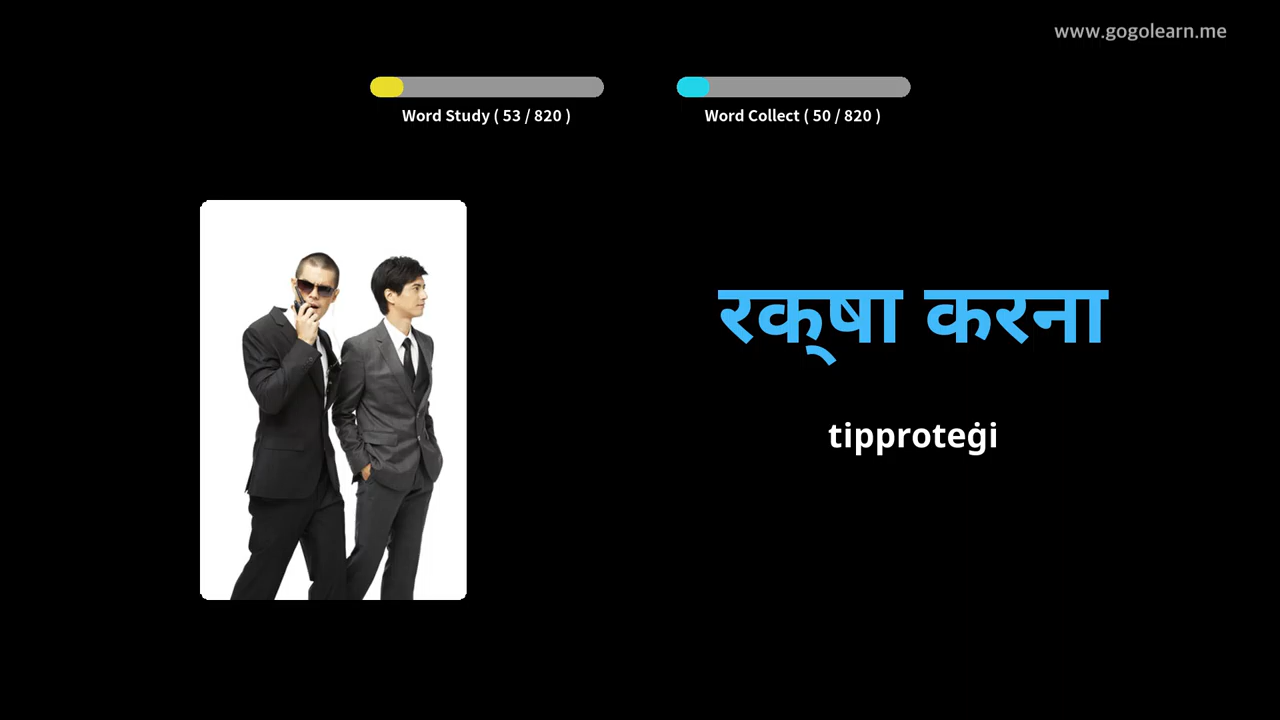 www.gogolearn.me
Word Study ( 53 / 820 )
Word Collect ( 50 / 820 )
रक्षा करना
tipproteġi